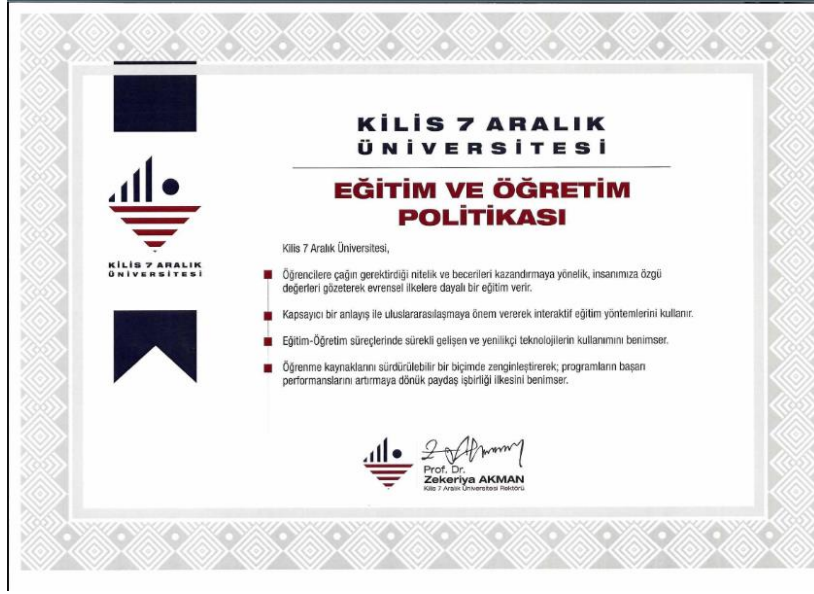 KİLİS 7 ARALIK
ÜNİVERSİTESİ
EĞİTİM VE ÖĞRETİM
POLİTİKASI
KİLİS 7 ARALIK
ÜNİVERSİTESİ
Kilis 7 Aralık Üniversitesi,
Öğrencilere çağın gerektirdiği nitelik ve becerileri kazandırmaya yönelik, insanımıza özgü
değerleri gözeterek evrensel ilkelere dayalı bir eğitim verir.
Kapsayıcı bir anlayış ile uluslararasılaşmaya önem vererek interaktif eğitim yöntemlerini kullanır.
Eğitim-Öğretim süreçlerinde sürekli gelişen ve yenilikçi teknolojilerin kullanımını benimser.
Öğrenme kaynaklarını sürdürülebilir bir biçimde zenginleştirerek; programların başarı
performanslarını artırmaya dönük paydaş işbirliği ilkesini benimser.
Prof. Dr.
Zekeriya AKMAN
Kilis 7 Aralık Üniversitesi Rektörü